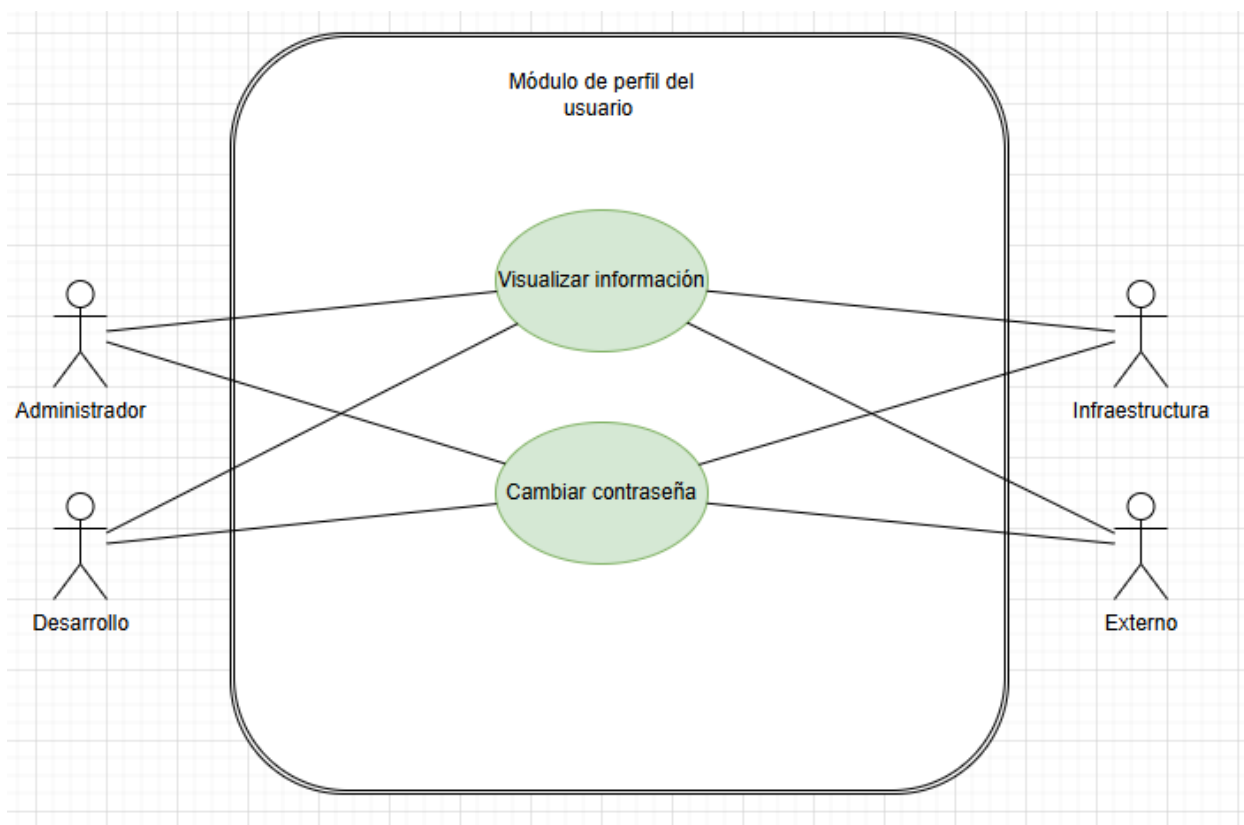 Módulo de perfil del
usuario
Visualizar información
Administrador
Infraestructura
Cambiar contraseña
Desarrollo
Externo